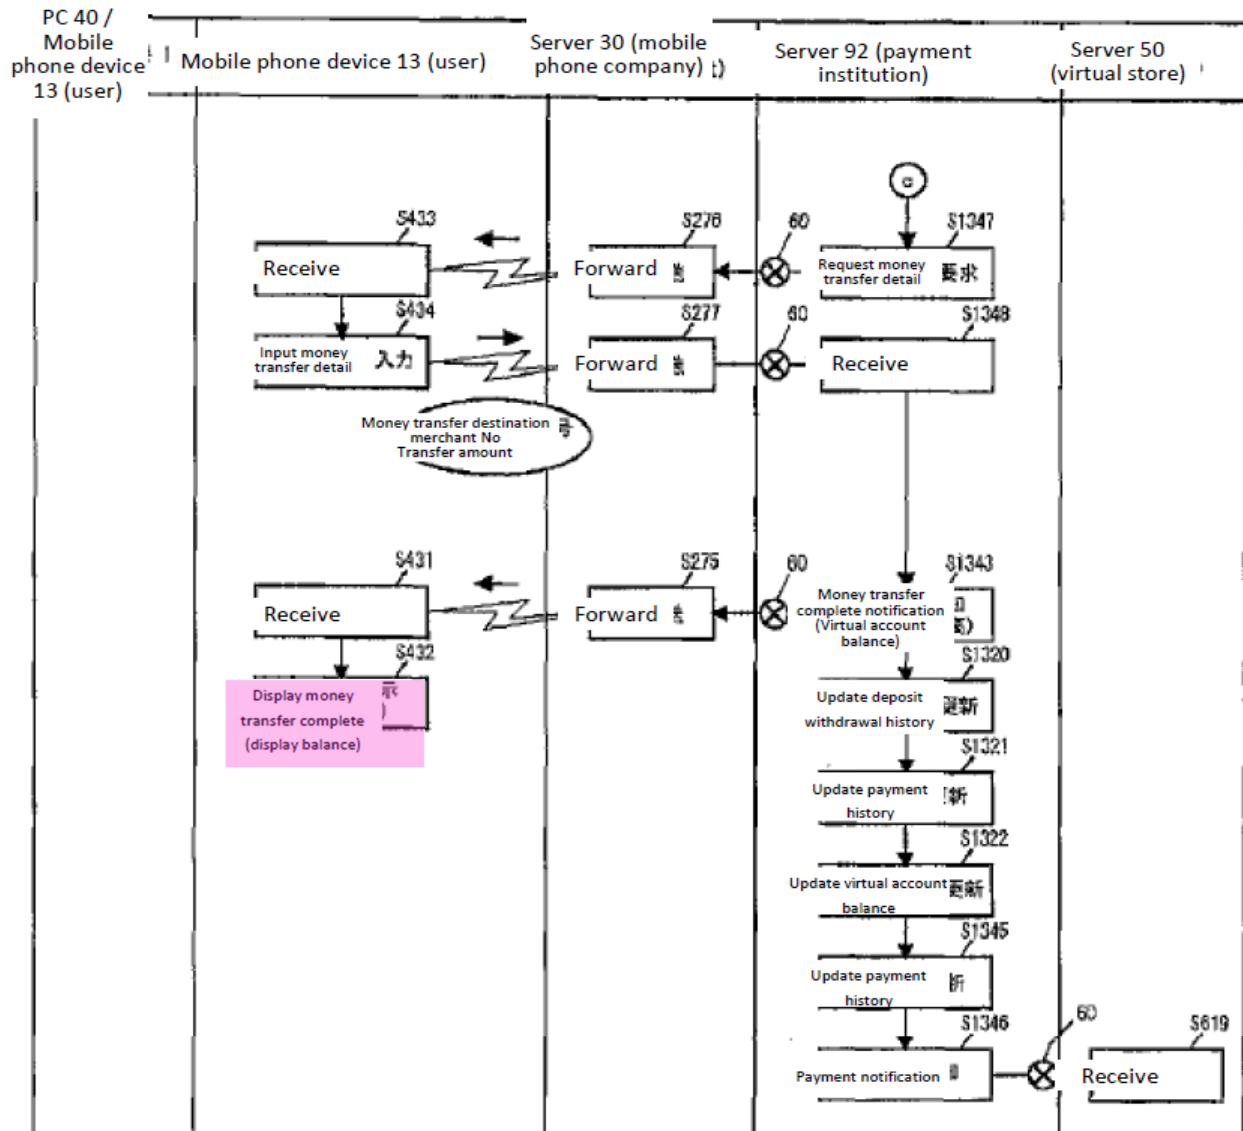 PC 40 /
Mobile
phone device
13 (user)
Mobile phone device 13 (user)
Server 30 (mobile
phone company)
Server 92 (payment
institution)
Server 50
(virtual store)
S433
S276
60
S1347
Receive
Forward
Request money
transfer detail
要求
S434
S277
60
S1348
Input money
transfer detail
入力
Forward
Receive
Money transfer destination
merchant No
Transfer amount
S431
S275
60
S1343
Receive
Forward
Money transfer
complete notification
(Virtual account
balance)
S432
S1320
Display money
transfer complete
(display balance)
Update deposit
withdrawal history
更新
S1321
Update payment
history
新
S1322
Update virtual account
balance
更新
S1345
Update payment
history
S1346
60
S619
Payment notification
Receive